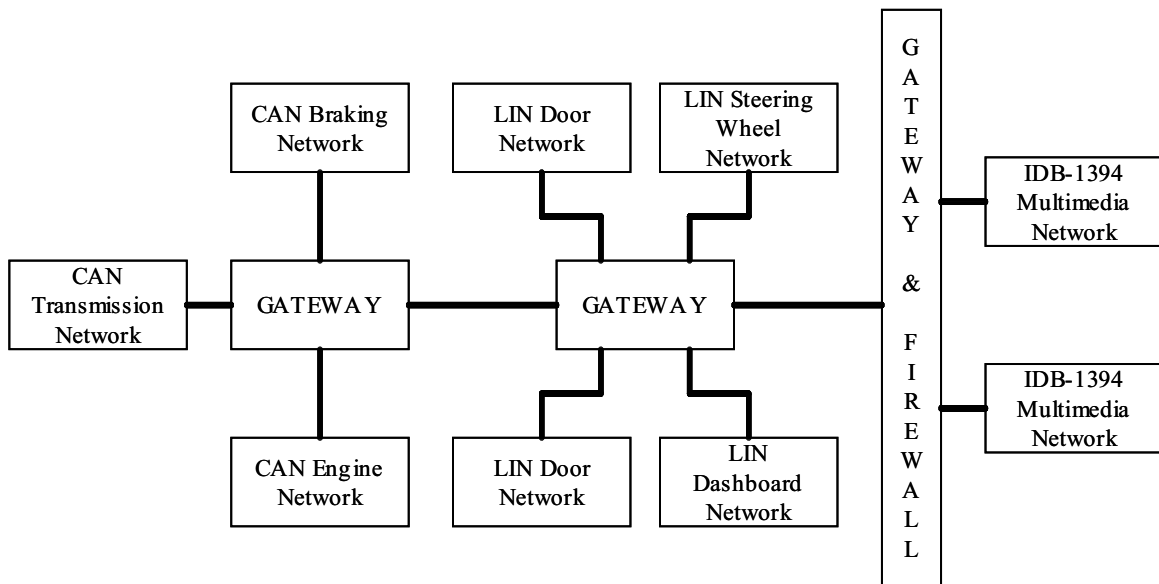 CAN Braking
Network
LIN Door
Network
LIN Steering
Wheel
Network
CAN
Transmission
Network
GATEWAY
GATEWAY
CAN Engine
Network
LIN Door
Network
LIN
Dashboard
Network
G
A
T
E
W
A
Y
&
F
I
R
E
W
A
L
L
IDB-1394
Multimedia
Network
IDB-1394
Multimedia
Network